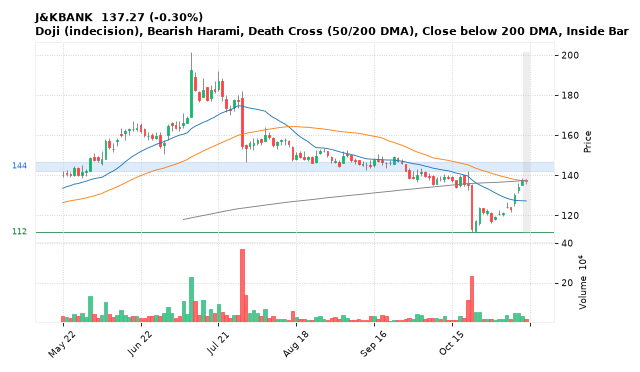 J&KBANK 137.27 (-0.30%)
Doji (indecision), Bearish Harami, Death Cross (50/200 DMA), Close below 200 DMA, Inside Bar
200
180
160
144
140
120
112
Price
40
20
Volume 10⁴
May 22
Jun 22
Jul 21
Aug 18
Sep 16
Oct 15